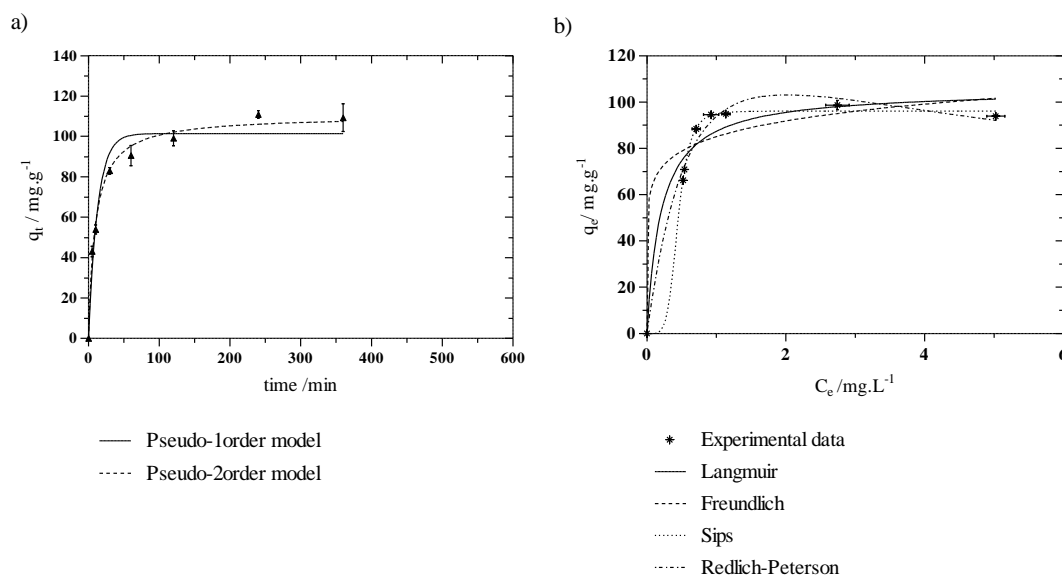 a)
140
120
100
80
60
40
20
0
q_t / mg.g^-1
0 100 200 300 400 500 600
time /min
Pseudo-1order model
Pseudo-2order model
b)
120
100
80
60
40
20
0
q_e/ mg.g^-1
0 2 4 6
C_e /mg.L^-1
Experimental data
Langmuir
Freundlich
Sips
Redlich-Peterson